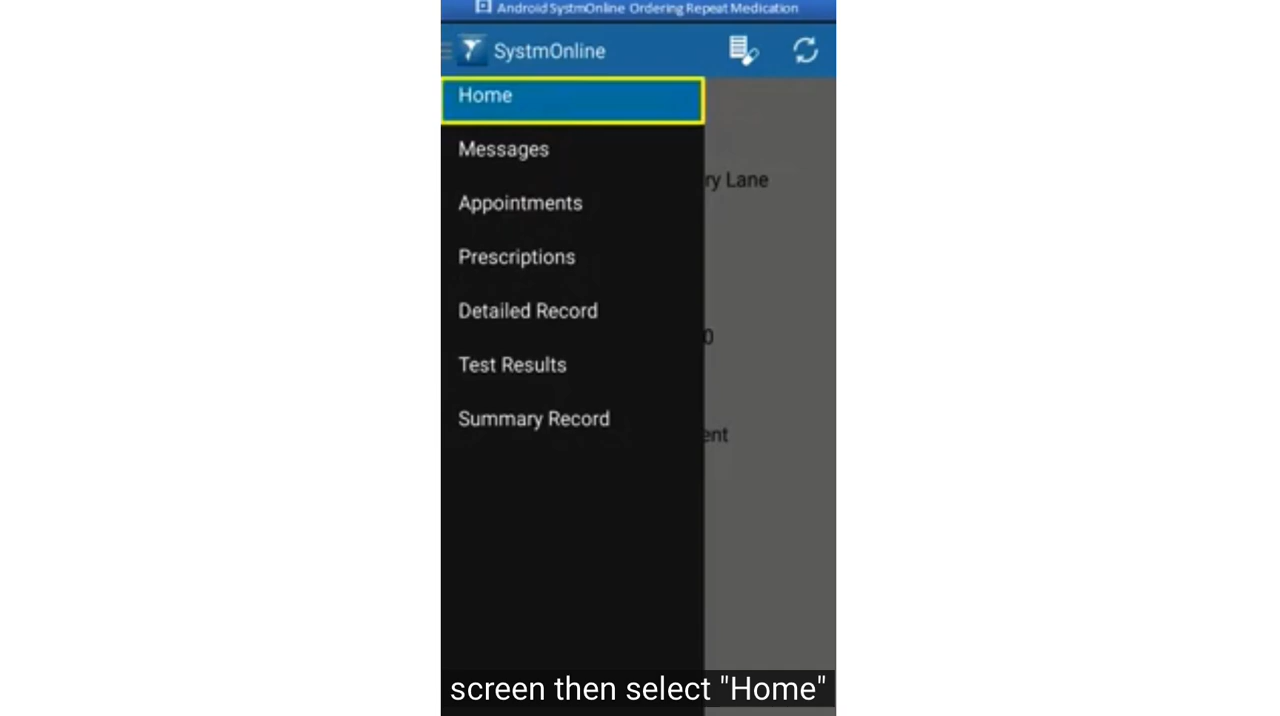 Android SystmOnline Ordering Repeat Medication
SystmOnline
Home
Messages
ry Lane
Appointments
Prescriptions
Detailed Record
0
Test Results
Summary Record
ent
screen then select "Home"